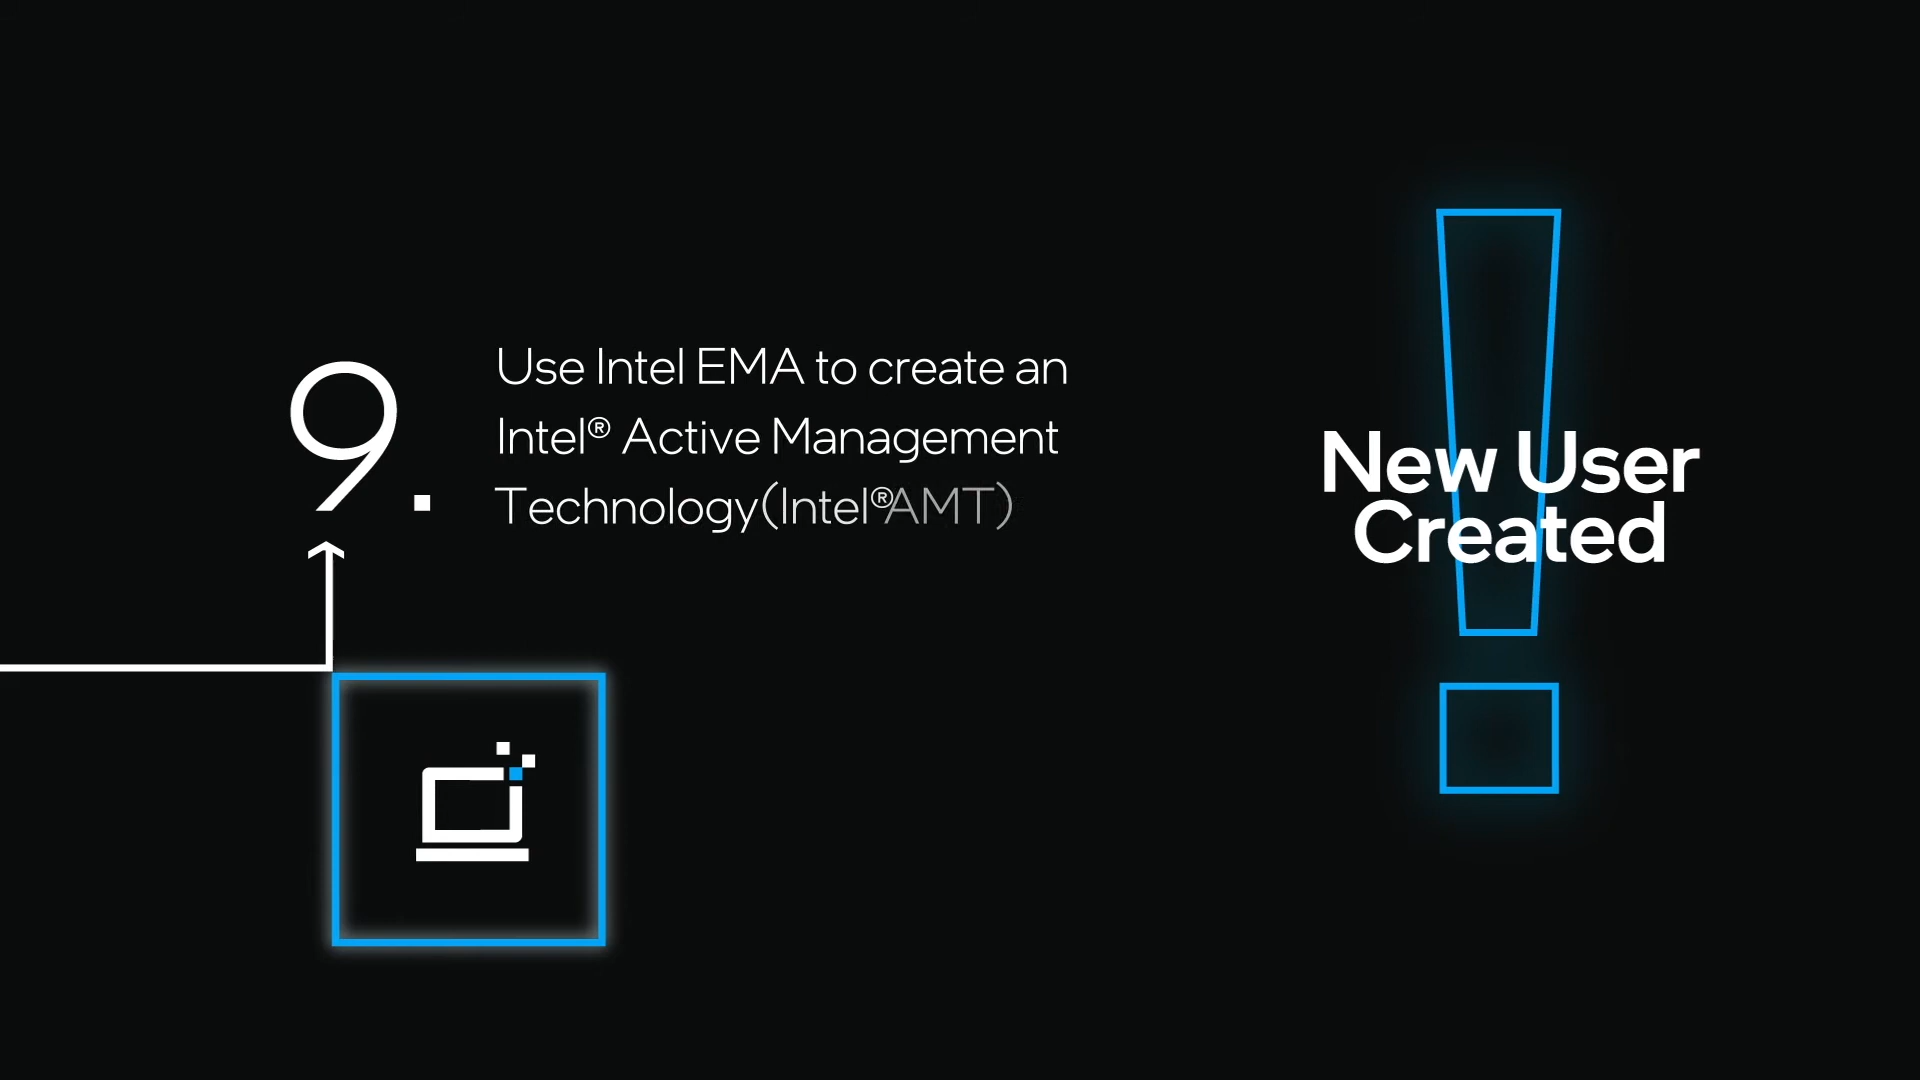 9.
Use Intel EMA to create an
Intel® Active Management
Technology(Intel®AMT)
New User
Created